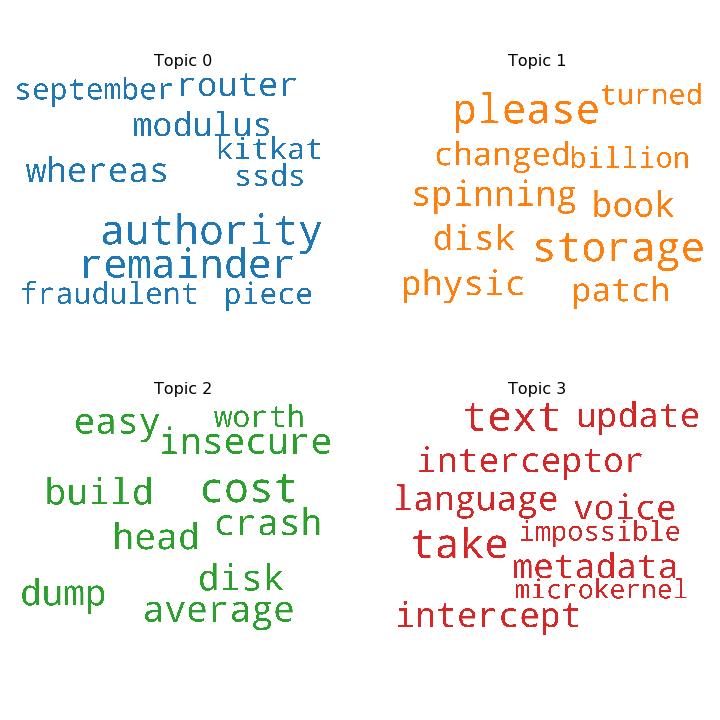 Topic 0
september router
modulus
kitkat
whereas ssds
authority
remainder
fraudulent piece
Topic 1
please turned
changed billion
spinning book
disk storage
physic patch
Topic 2
easy worth
insecure
build cost
head crash
dump disk
average
Topic 3
text update
interceptor
language voice
take impossible
metadata
microkernel
intercept